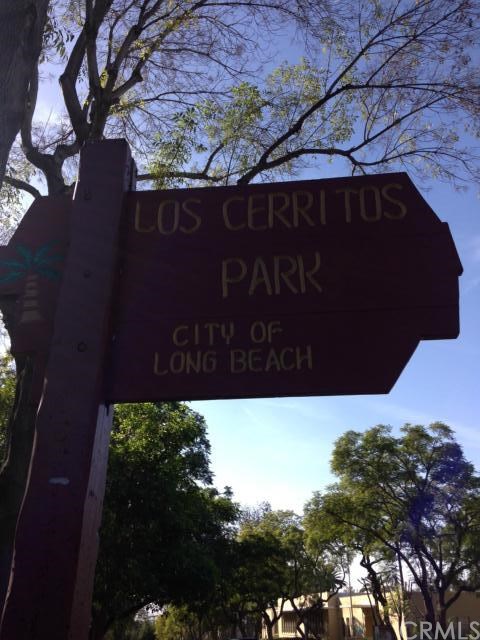 LOS CERRITOS
PARK
CITY OF
LONG BEACH
©CRMLS